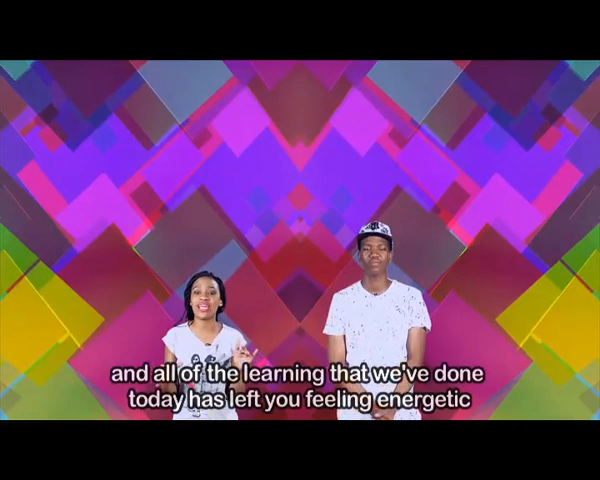 and all of the learning that we've done
today has left you feeling energetic